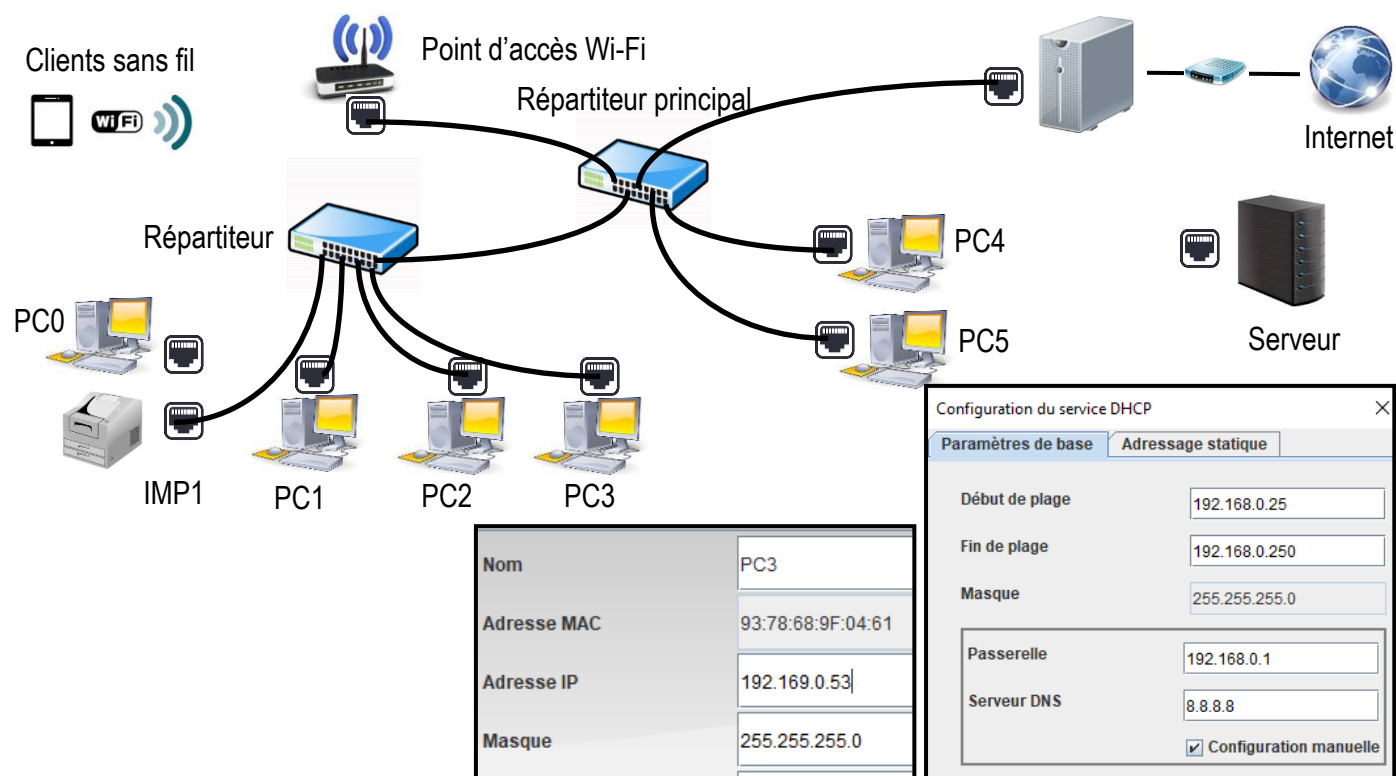 Clients sans fil
Wi Fi
Point d'accès Wi-Fi
Répartiteur principal
Internet
Répartiteur
PC4
PC0
PC5
Serveur
IMP1
PC1
PC2
PC3
Nom
PC3
Adresse MAC
93:78:68:9F:04:61
Adresse IP
192.169.0.53
Masque
255.255.255.0
Configuration du service DHCP
Paramètres de base
Adressage statique
Début de plage
192.168.0.25
Fin de plage
192.168.0.250
Masque
255.255.255.0
Passerelle
192.168.0.1
Serveur DNS
8.8.8.8
Configuration manuelle